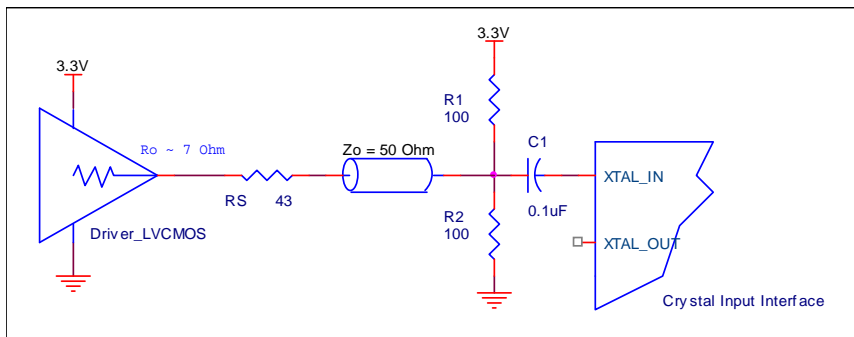 3.3V
3.3V
R1
100
Ro ~ 7 Ohm
Zo = 50 Ohm
C1
RS 43
XTAL_IN
0.1uF
R2
100
Driver_LVCMOS
XTAL_OUT
Crystal Input Interface